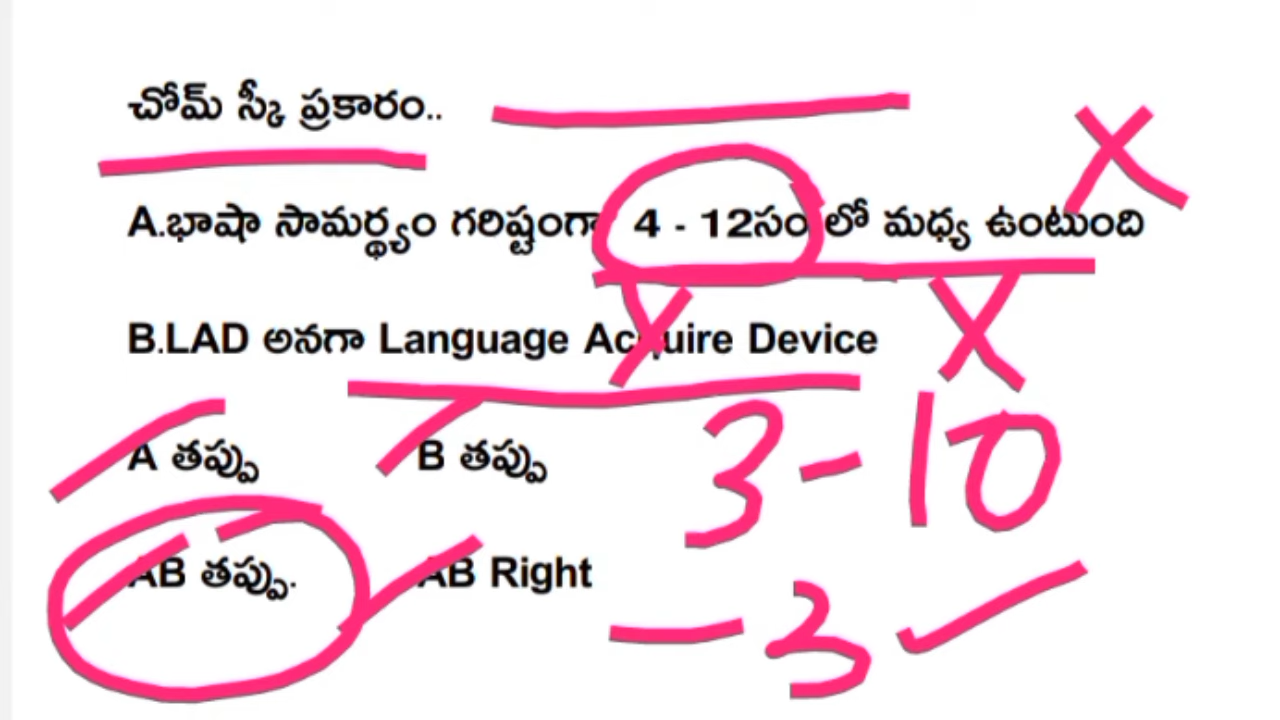 చోమ్ స్కీ ప్రకారం..
A.భాషా సామర్థ్యం గరిష్టంగా 4 - 12సం లో మధ్య ఉంటుంది
B.LAD అనగా Language Acquire Device
A తప్పు B తప్పు
3-10
AB తప్పు. AB Right
-3